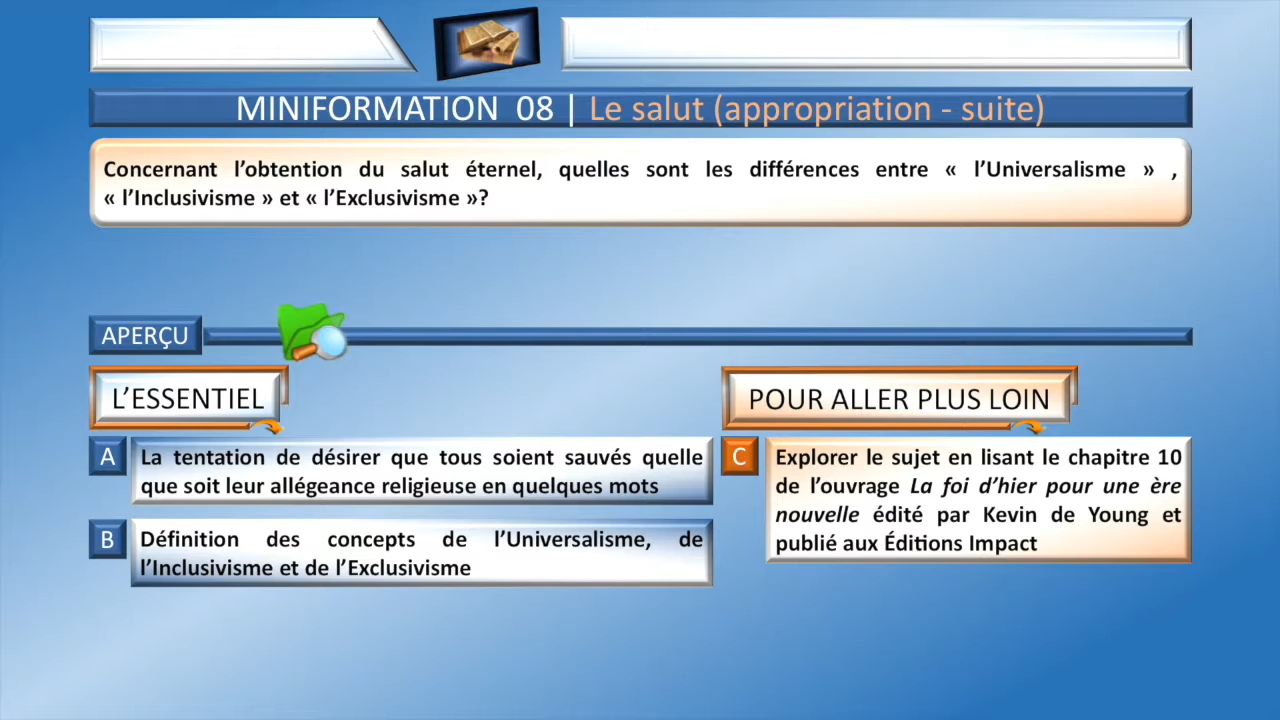 MINIFORMATION 08 | Le salut (appropriation - suite)
Concernant l’obtention du salut éternel, quelles sont les différences entre « l’Universalisme » ,
« l’Inclusivisme » et « l’Exclusivisme »?
APERÇU
L’ESSENTIEL
A La tentation de désirer que tous soient sauvés quelle
que soit leur allégeance religieuse en quelques mots
B Définition des concepts de l’Universalisme, de
l’Inclusivisme et de l’Exclusivisme
POUR ALLER PLUS LOIN
C Explorer le sujet en lisant le chapitre 10
de l’ouvrage La foi d’hier pour une ère
nouvelle édité par Kevin de Young et
publié aux Éditions Impact